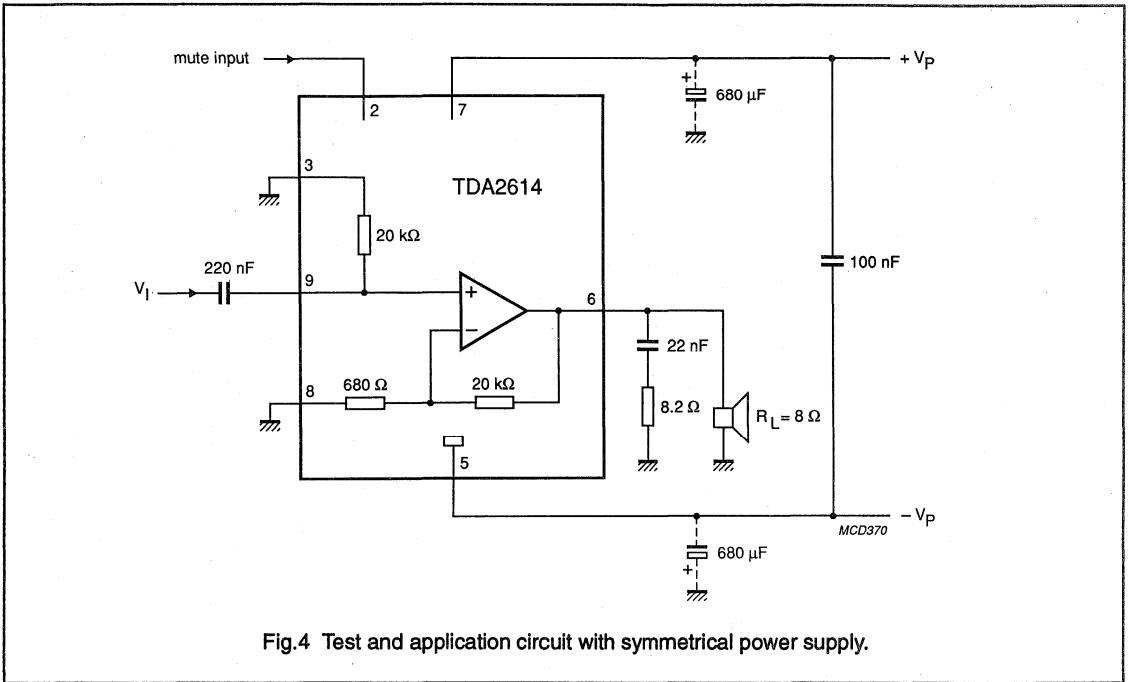 mute input
2
7
+ VP
+
680 µF
3
TDA2614
20 kΩ
100 nF
220 nF
VI
9
+
−
6
22 nF
8
680 Ω
20 kΩ
8.2 Ω
RL = 8 Ω
5
− VP
MCD370
680 µF
+
Fig.4 Test and application circuit with symmetrical power supply.